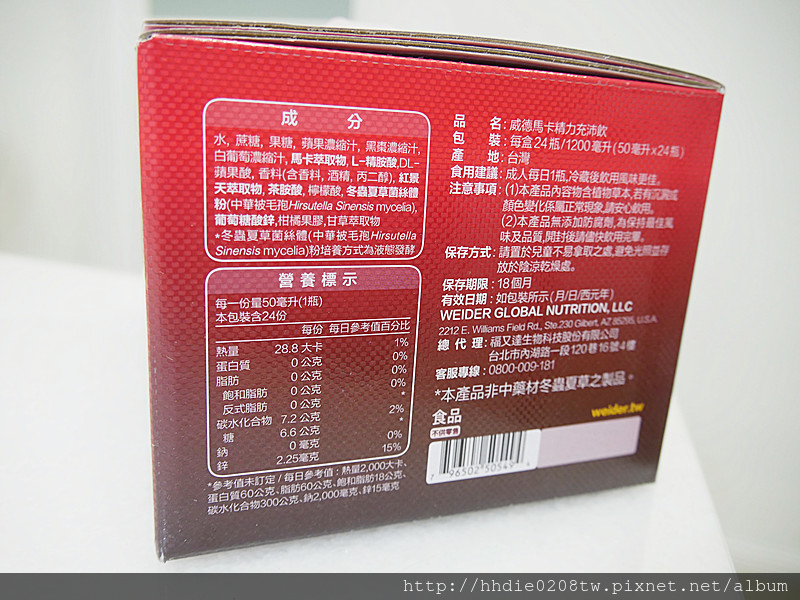 成 分
水, 蔗糖, 果糖, 蘋果濃縮汁, 黑棗濃縮汁,
白葡萄濃縮汁, 馬卡萃取物, L-精胺酸,DL-
蘋果酸, 香料(含香料, 酒精, 丙二醇), 紅景
天萃取物, 茶胺酸, 檸檬酸, 冬蟲夏草菌絲體
粉(中華被毛孢Hirsutella Sinensis mycelia),
葡萄糖酸鋅,柑橘果膠,甘草萃取物
*冬蟲夏草菌絲體(中華被毛孢Hirsutella
Sinensis mycelia)粉培養方式為液態發酵
營養標示
每一份量50毫升(1瓶)
本包裝含24份
每份 每日參考值百分比
熱量 28.8 大卡 1%
蛋白質 0 公克 0%
脂肪 0 公克 0%
飽和脂肪 0 公克 0%
反式脂肪 0 公克 *
碳水化合物 7.2 公克 2%
糖 6.6 公克 *
鈉 0 毫克 0%
鋅 2.25毫克 15%
*參考值未訂定 / 每日參考值 : 熱量2,000大卡、
蛋白質60公克、脂肪60公克、飽和脂肪18公克、
碳水化合物300公克、鈉2,000毫克、鋅15毫克
品 名: 威德馬卡精力充沛飲
包 裝: 每盒24瓶/1200毫升(50毫升x24瓶)
產 地: 台灣
食用建議: 成人每日1瓶,冷藏後飲用風味更佳。
注意事項: (1)本產品內容物含植物草本,若有沉澱或
顏色變化係屬正常現象,請安心飲用。
(2)本產品無添加防腐劑,為保持最佳風
味及品質,開封後請儘快飲用完畢。
保存方式: 請置於兒童不易拿取之處,避免光照並存
放於陰涼乾燥處。
保存期限: 18個月
有效日期: 如包裝所示 (月/日/西元年)
WEIDER GLOBAL NUTRITION, LLC
2212 E. Williams Field Rd., Ste.230 Gilbert, AZ 85295, U.S.A.
總 代 理: 福又達生物科技股份有限公司
台北市內湖路一段120巷16號4樓
客服專線: 0800-009-181
*本產品非中藥材冬蟲夏草之製品。
食品
不供零售
weider.tw
7 96502 50549 4
http://hhdie0208tw.pixnet.net/album